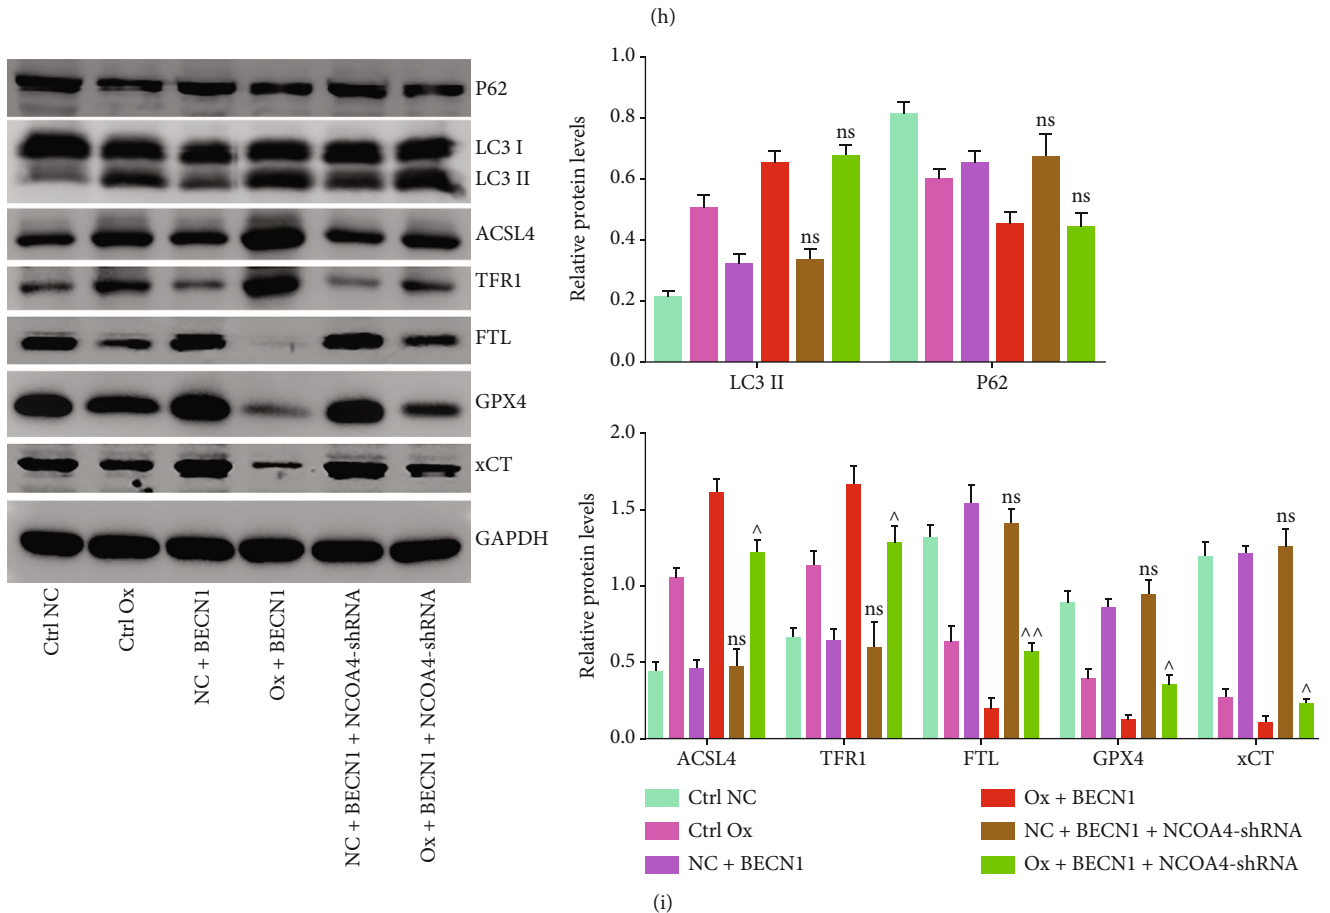 (h)
P62
LC3 I
LC3 II
ACSL4
TFR1
FTL
GPX4
xCT
GAPDH
Ctrl NC
Ctrl Ox
NC + BECN1
Ox + BECN1
NC + BECN1 + NCOA4-shRNA
Ox + BECN1 + NCOA4-shRNA
Relative protein levels
1.0
0.8
0.6
0.4
0.2
0.0
ns
ns
ns
ns
LC3 II
P62
Relative protein levels
2.0
1.5
1.0
0.5
0.0
ns
^
ns
^
ns
^^
ns
^
ns
^
ACSL4
TFR1
FTL
GPX4
xCT
Ctrl NC
Ctrl Ox
NC + BECN1
Ox + BECN1
NC + BECN1 + NCOA4-shRNA
Ox + BECN1 + NCOA4-shRNA
(i)